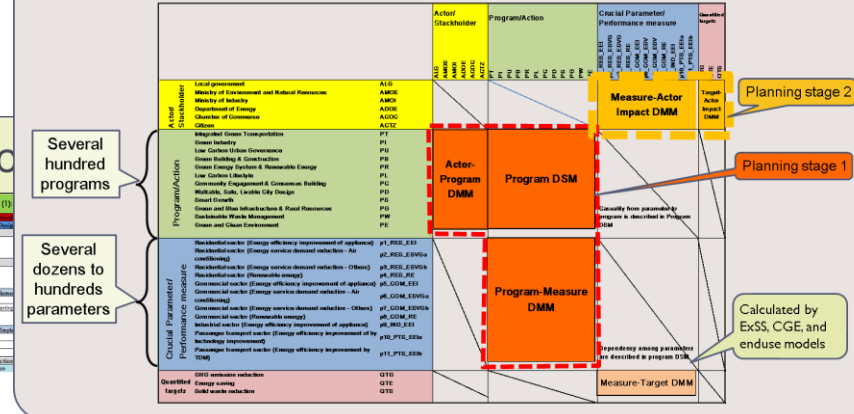 Actor/
Stackholder
Program/Action
Crucial Parameter/
Performance measure
Quantified
targets
Actor/
Stackholder
Local government ALG
Ministry of Environment and Natural Resources AMOE
Ministry of Industry AMOI
Department of Energy ADOE
Chamber of Commerce ACOC
Citizen ACTZ
Measure-Actor
Impact DMM
Target-
Actor
Impact
DMM
Planning stage 2
Several
hundred
programs
Program/Action
Integrated Green Transportation PT
Green Industry PI
Low Carbon Urban Governance PU
Green Building & Construction PB
Green Energy System & Renewable Energy PR
Low Carbon Lifestyle PL
Community Engagement & Consensus Building PC
Walkable, Safe, Livable City Design PD
Smart Growth PS
Green and Blue Infrastructure & Rural Resources PG
Sustainable Waste Management PW
Green and Clean Environment PE
Actor-
Program
DMM
Program DSM
Planning stage 1
Causality from parameter to
program is described in Program
DSM
Several
dozens to
hundreds
parameters
Crucial Parameter/
Performance measure
Residential sector (Energy efficiency improvement of appliance) p1_RES_EEI
Residential sector (Energy service demand reduction - Air
conditioning) p2_RES_ESVGa
Residential sector (Energy service demand reduction - Others) p3_RES_ESVGb
Residential sector (Renewable energy) p4_RES_RE
Commercial sector (Energy efficiency improvement of appliance) p5_COM_EEI
Commercial sector (Energy service demand reduction - Air
conditioning) p6_COM_ESVGa
Commercial sector (Energy service demand reduction - Others) p7_COM_ESVGb
Commercial sector (Renewable energy) p8_COM_RE
Industrial sector (Energy efficiency improvement of appliance) p9_IND_EEI
Passenger transport sector (Energy efficiency improvement by
technology improvement) p10_PTS_EEIa
Passenger transport sector (Energy efficiency improvement by
TDM) p11_PTS_EEIb
Program-Measure
DMM
Calculated by
ExSS, CGE, and
enduse models
Dependency among parameters
are described in program DSM
Quantified
targets
GHG emission reduction QTG
Energy saving QTE
Solid waste reduction QTS
Measure-Target DMM